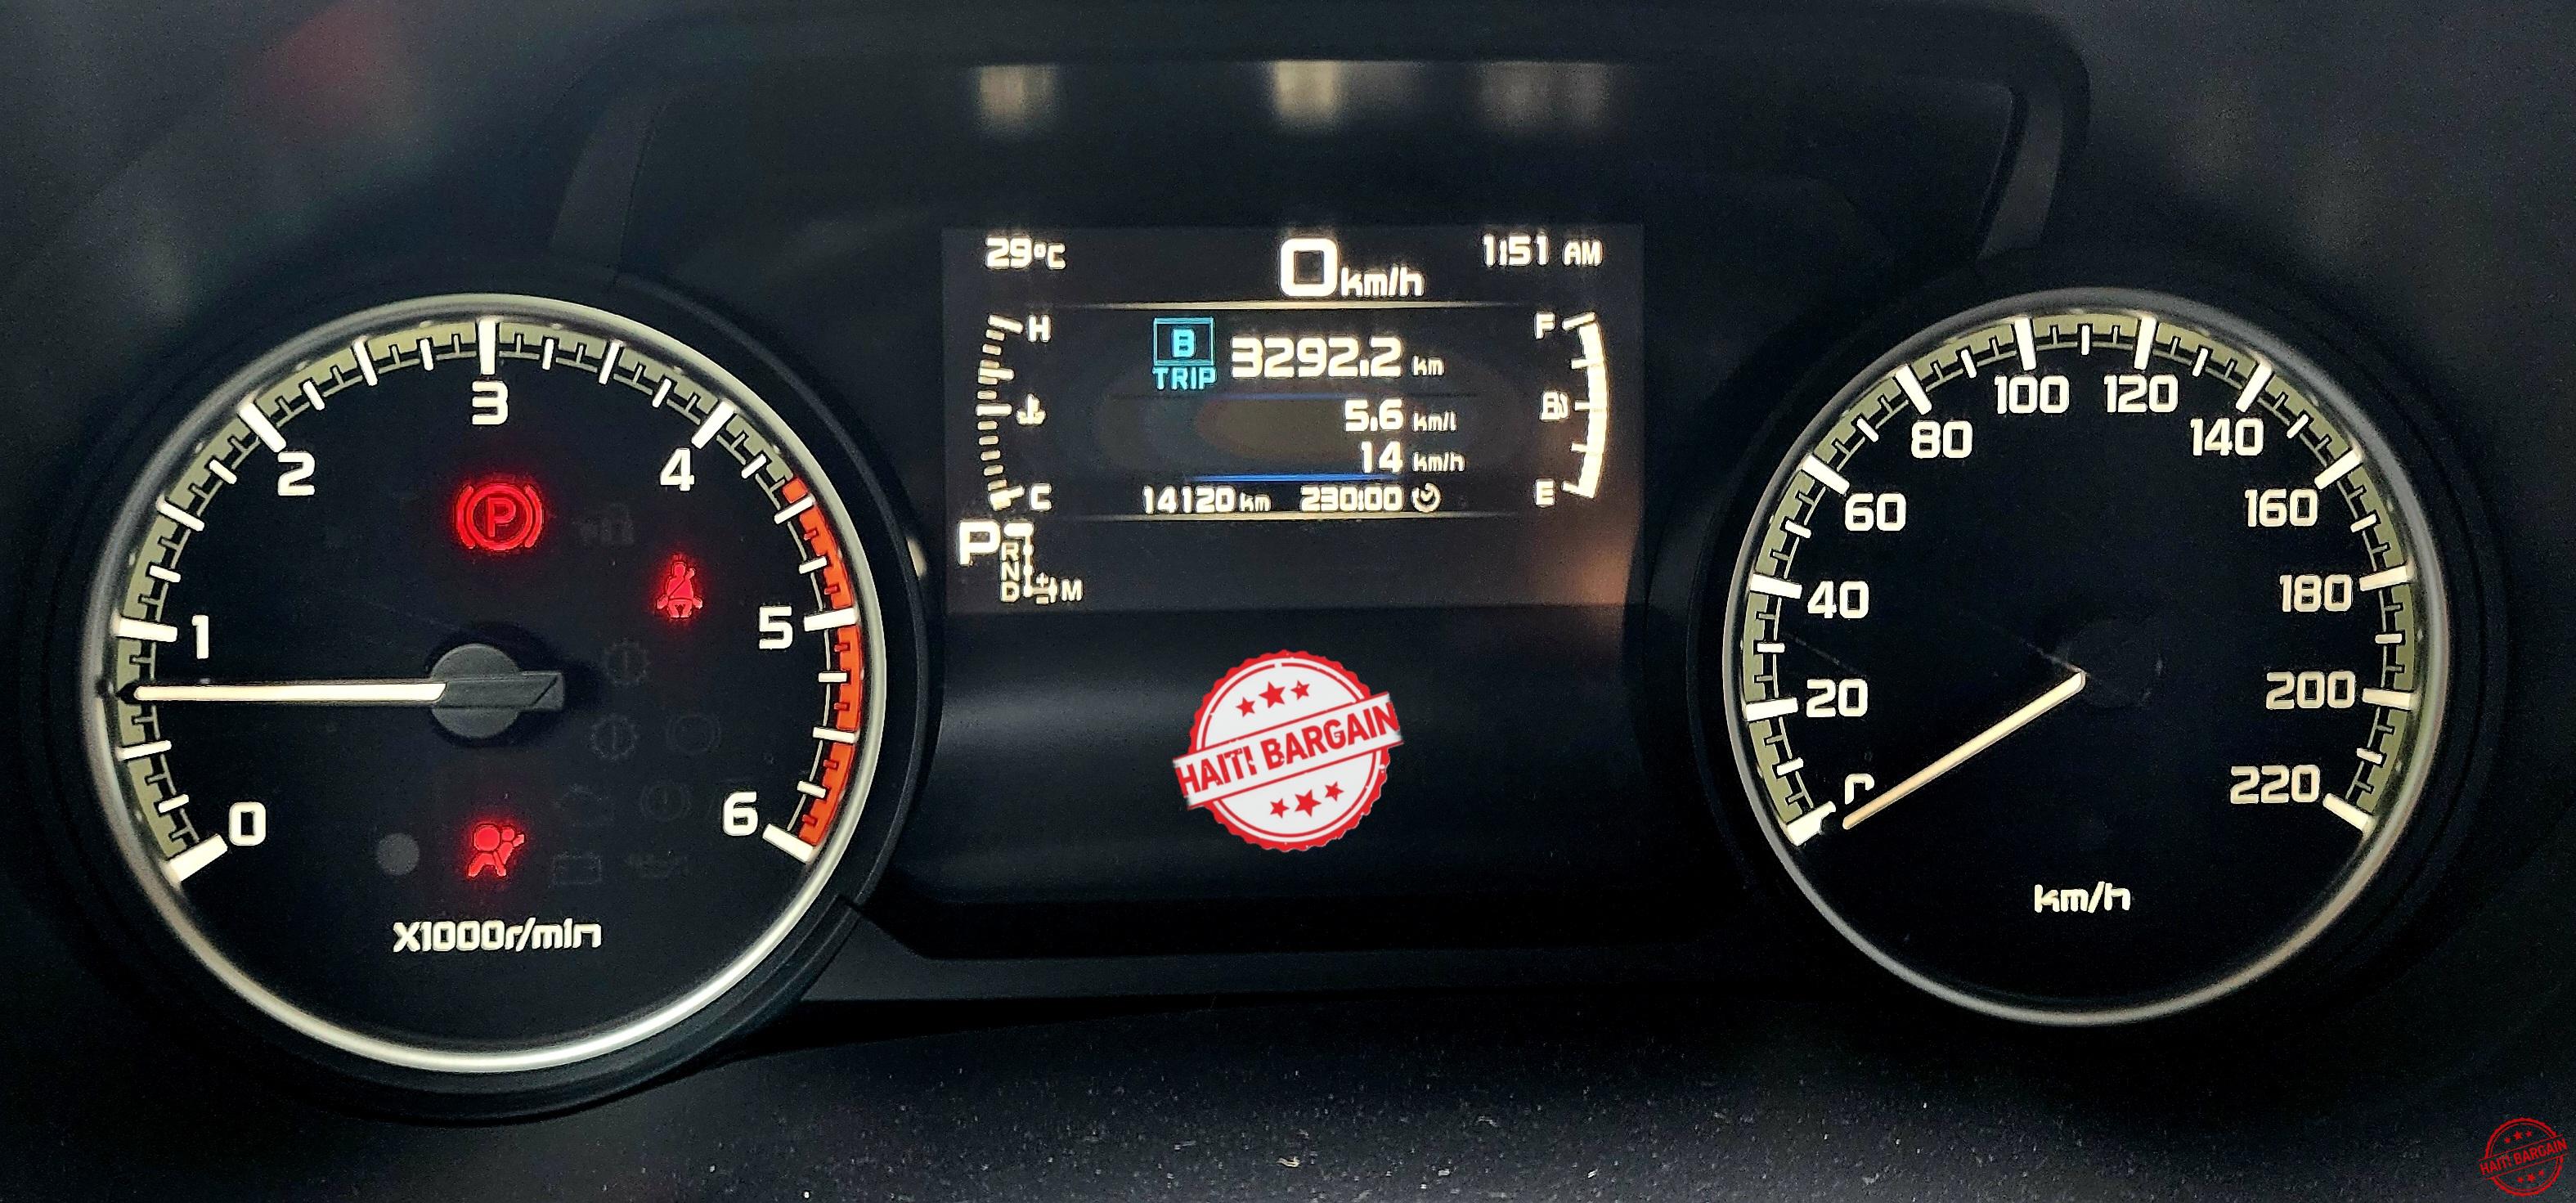 29°C 0 km/h 1:51 AM
H
B
TRIP 3292.2 km
5.6 km/l
14 km/h
C
14120 km 230:00
F
E
P
R
N
D
+
-
M
0
1
2
3
4
5
6
P
X1000r/min
20
40
60
80
100
120
140
160
180
200
220
km/h
HAITI BARGAIN
HAITI BARGAIN